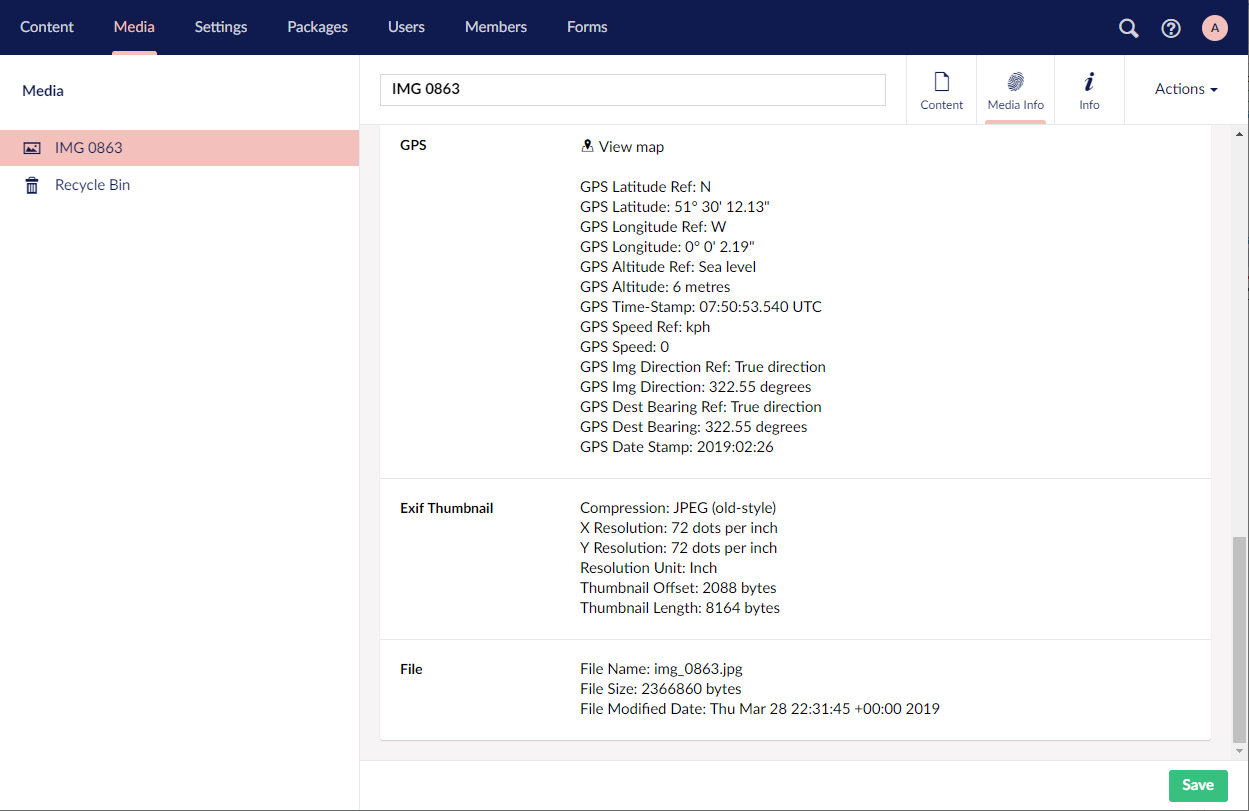 Content Media Settings Packages Users Members Forms
A
Media
IMG 0863
Content
Media Info
Info
Actions
IMG 0863
Recycle Bin
GPS
View map
GPS Latitude Ref: N
GPS Latitude: 51° 30' 12.13"
GPS Longitude Ref: W
GPS Longitude: 0° 0' 2.19"
GPS Altitude Ref: Sea level
GPS Altitude: 6 metres
GPS Time-Stamp: 07:50:53.540 UTC
GPS Speed Ref: kph
GPS Speed: 0
GPS Img Direction Ref: True direction
GPS Img Direction: 322.55 degrees
GPS Dest Bearing Ref: True direction
GPS Dest Bearing: 322.55 degrees
GPS Date Stamp: 2019:02:26
Exif Thumbnail
Compression: JPEG (old-style)
X Resolution: 72 dots per inch
Y Resolution: 72 dots per inch
Resolution Unit: Inch
Thumbnail Offset: 2088 bytes
Thumbnail Length: 8164 bytes
File
File Name: img_0863.jpg
File Size: 2366860 bytes
File Modified Date: Thu Mar 28 22:31:45 +00:00 2019
Save